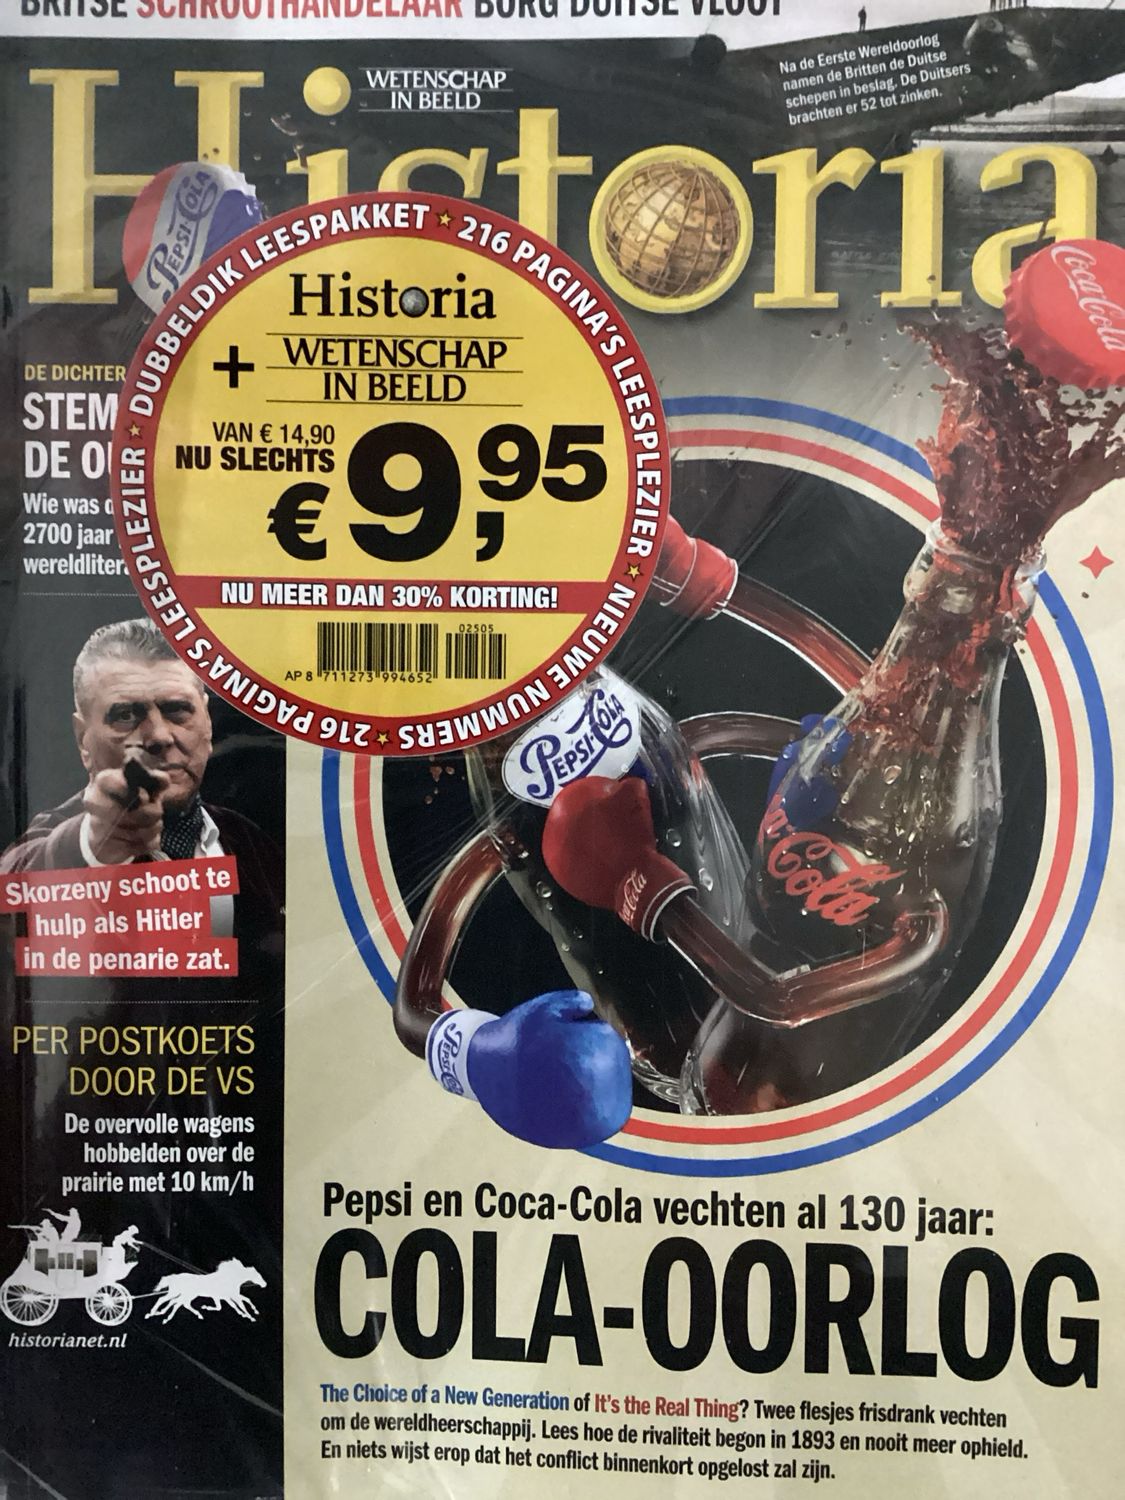 BRITSE SCHROOTHANDELAAR BORG DUITSE VLOOT
Na de Eerste Wereldoorlog
namen de Britten de Duitse
schepen in beslag. De Duitsers
brachten er 52 tot zinken.
WETENSCHAP
IN BEELD
Historia
PEPSI-COLA
Coca-Cola
DUBBELDIK LEESPAKKET ★ 216 PAGINA'S LEESPLEZIER ★ NIEUWE NUMMERS ★ 216 PAGINA'S LEESPLEZIER ★
Historia
+ WETENSCHAP
IN BEELD
VAN € 14,90
NU SLECHTS
€ 9,95
NU MEER DAN 30% KORTING!
02505
AP 8 711273 994652
DE DICHTER
STEM
DE O
Wie was
2700 jaar
wereldliter
Skorzeny schoot te
hulp als Hitler
in de penarie zat.
PER POSTKOETS
DOOR DE VS
De overvolle wagens
hobbelden over de
prairie met 10 km/h
historianet.nl
PEPSI-COLA
Cola
Coca-Cola
PEPSI-C
Pepsi en Coca-Cola vechten al 130 jaar:
COLA-OORLOG
The Choice of a New Generation of It's the Real Thing? Twee flesjes frisdrank vechten
om de wereldheerschappij. Lees hoe de rivaliteit begon in 1893 en nooit meer ophield.
En niets wijst erop dat het conflict binnenkort opgelost zal zijn.